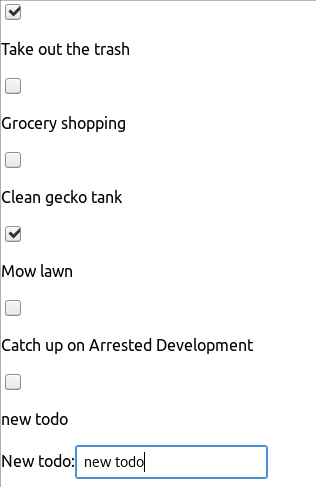 Take out the trash
Grocery shopping
Clean gecko tank
Mow lawn
Catch up on Arrested Development
new todo
New todo: new todo